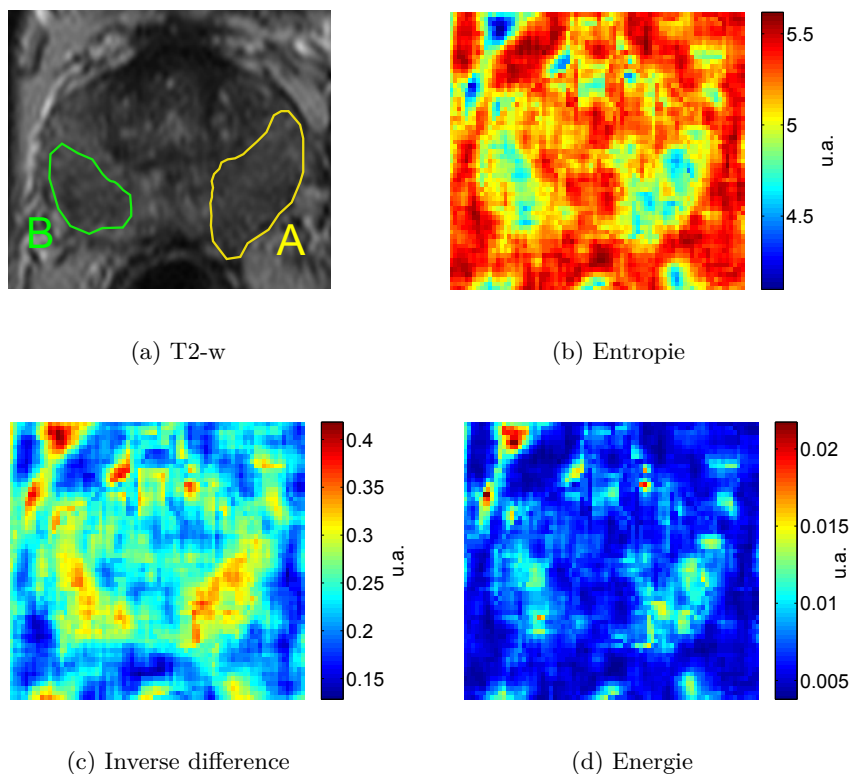 B
A
5.5
5
4.5
u.a.
(a) T2-w
(b) Entropie
0.4
0.35
0.3
0.25
0.2
0.15
u.a.
0.02
0.015
0.01
0.005
u.a.
(c) Inverse difference
(d) Energie